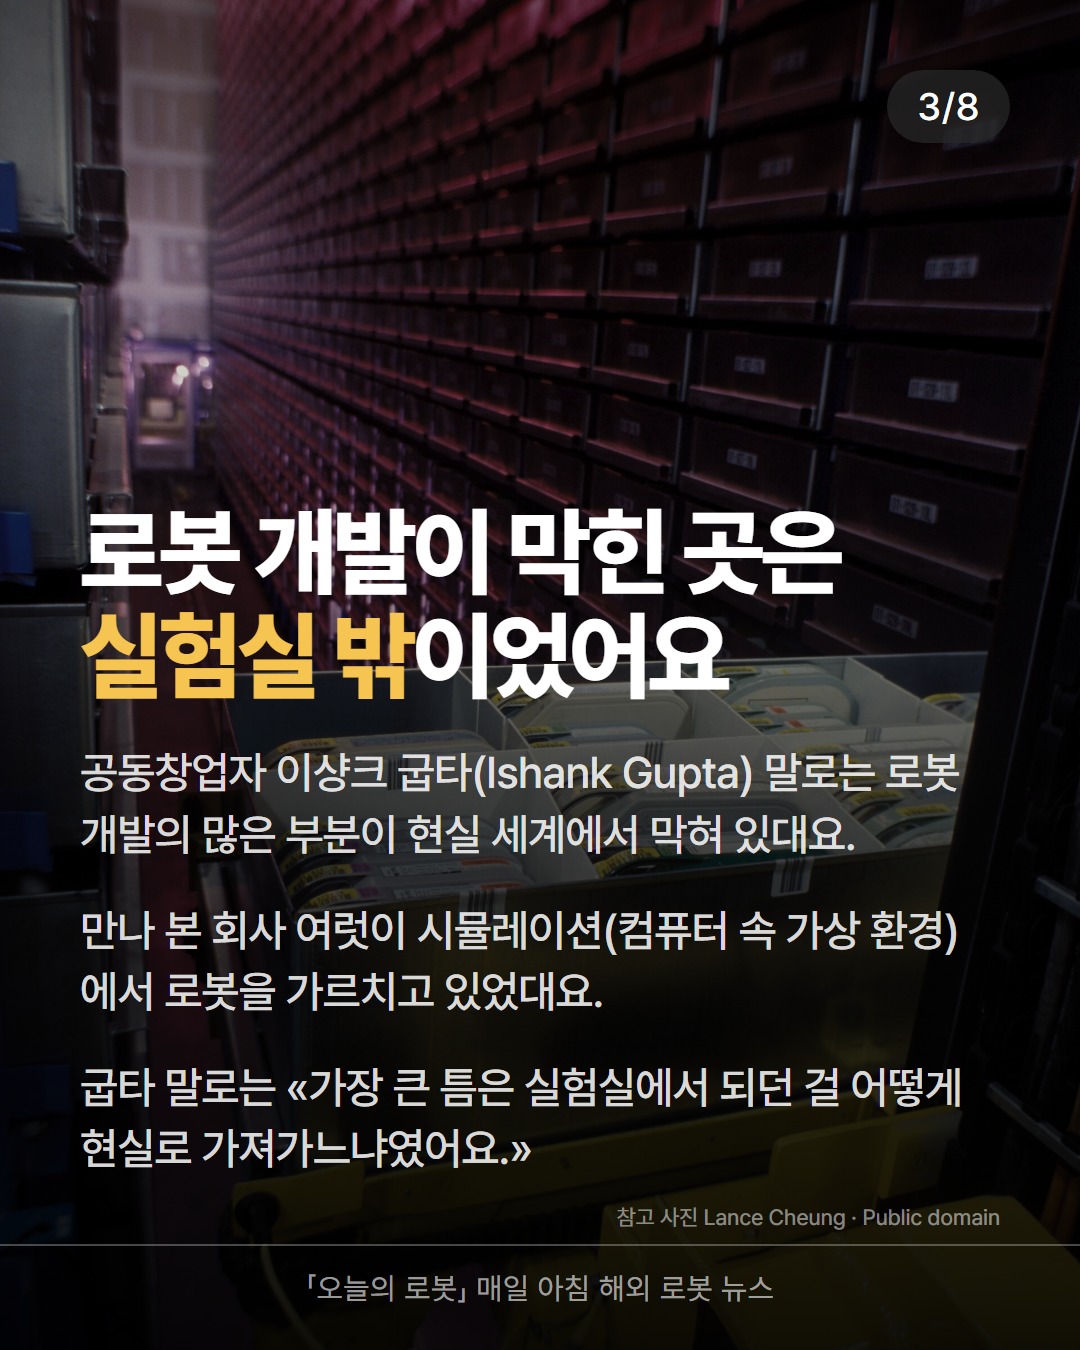 3/8
로봇 개발이 막힌 곳은
실험실 밖이었어요
공동창업자 이샹크 굽타(Ishank Gupta) 말로는 로봇
개발의 많은 부분이 현실 세계에서 막혀 있대요.
만나 본 회사 여럿이 시뮬레이션(컴퓨터 속 가상 환경)
에서 로봇을 가르치고 있었대요.
굽타 말로는 «가장 큰 틈은 실험실에서 되던 걸 어떻게
현실로 가져가느냐였어요.»
참고 사진 Lance Cheung · Public domain
「오늘의 로봇」 매일 아침 해외 로봇 뉴스